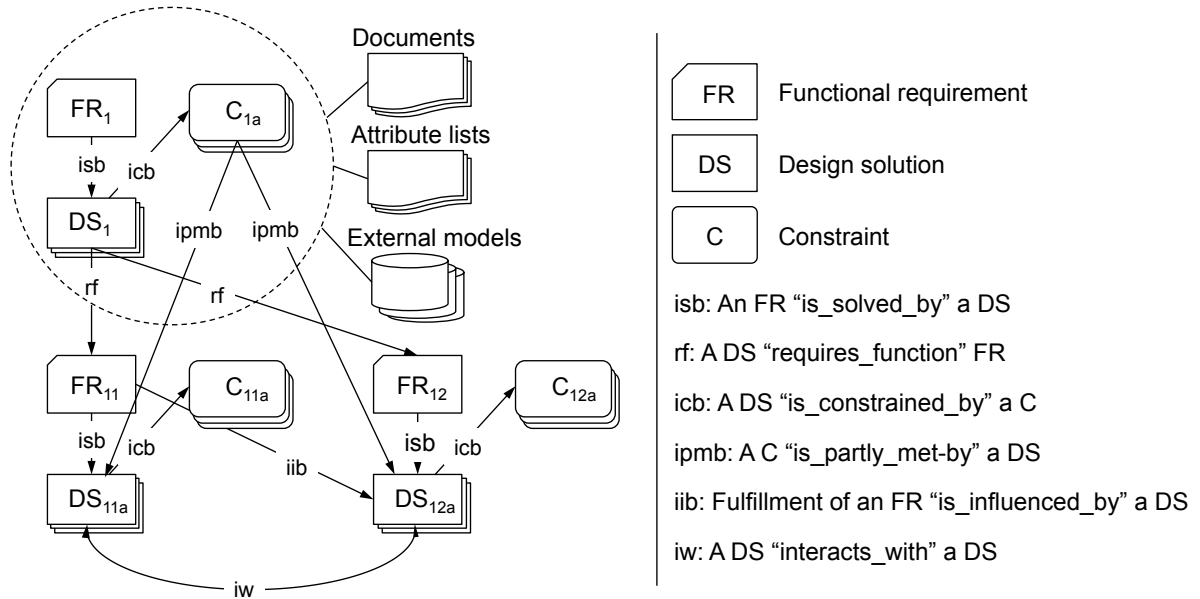 Documents
FR₁
C₁ₐ
isb
icb
Attribute lists
DS₁
ipmb
ipmb
External models
rf
rf
FR₁₁
C₁₁ₐ
FR₁₂
C₁₂ₐ
isb
icb
isb
icb
iib
DS₁₁ₐ
DS₁₂ₐ
iw
FR
Functional requirement
DS
Design solution
C
Constraint
isb: An FR “is_solved_by” a DS
rf: A DS “requires_function” FR
icb: A DS “is_constrained_by” a C
ipmb: A C “is_partly_met-by” a DS
iib: Fulfillment of an FR “is_influenced_by” a DS
iw: A DS “interacts_with” a DS